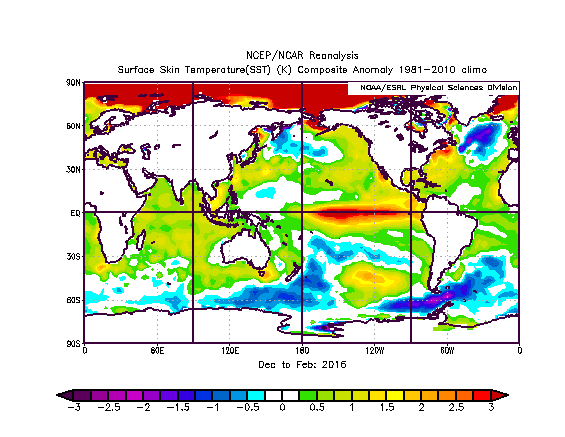 NCEP/NCAR Reanalysis
Surface Skin Temperature(SST) (K) Composite Anomaly 1981-2010 climo
NOAA/ESRL Physical Sciences Division
90N
60N
30N
EQ
30S
60S
90S
0 60E 120E 180 120W 60W 0
Dec to Feb: 2016
-3 -2.5 -2 -1.5 -1 -0.5 0 0.5 1 1.5 2 2.5 3